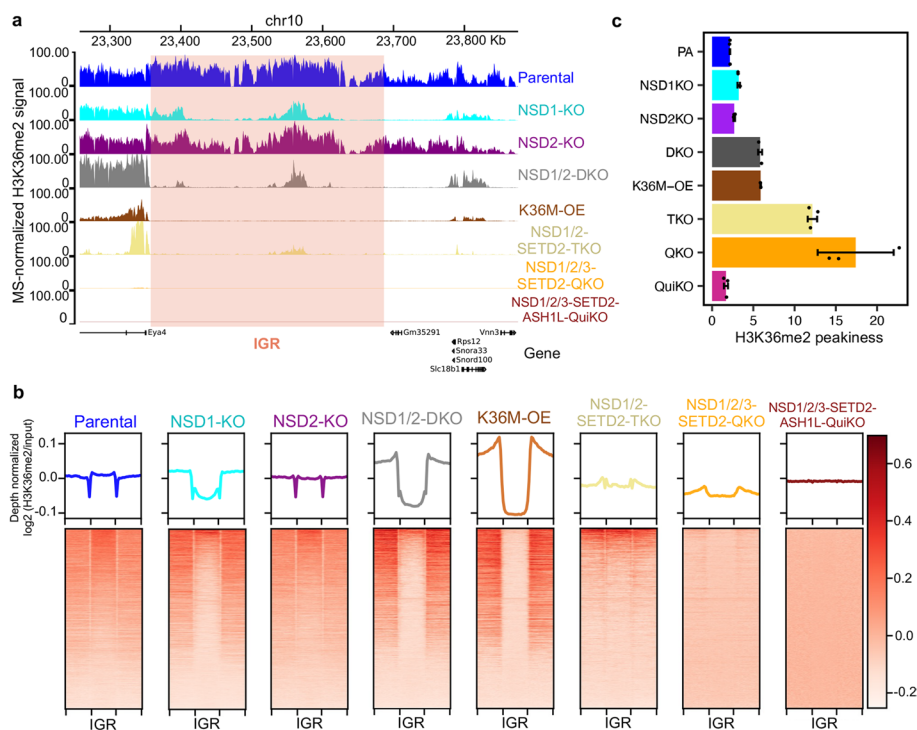 a
chr10
23,300 23,400 23,500 23,600 23,700 23,800 Kb
MS-normalized H3K36me2 signal
100.00
0
Parental
100.00
0
NSD1-KO
100.00
0
NSD2-KO
100.00
0
NSD1/2-DKO
100.00
0
K36M-OE
100.00
0
NSD1/2-
SETD2-TKO
100.00
0
NSD1/2/3-
SETD2-QKO
100.00
0
NSD1/2/3-SETD2-
ASH1L-QuiKO
Eya4
IGR
Gm35291
Vnn3
Rps12
Snora33
Snord100
Slc18b1
Gene
c
PA
NSD1KO
NSD2KO
DKO
K36M-OE
TKO
QKO
QuiKO
0 5 10 15 20
H3K36me2 peakiness
b
Parental
NSD1-KO
NSD2-KO
NSD1/2-DKO
K36M-OE
NSD1/2-
SETD2-TKO
NSD1/2/3-
SETD2-QKO
NSD1/2/3-SETD2-
ASH1L-QuiKO
Depth normalized
log2 (H3K36me2/input)
0.1
0.0
-0.1
0.6
0.4
0.2
0.0
-0.2
IGR IGR IGR IGR IGR IGR IGR IGR